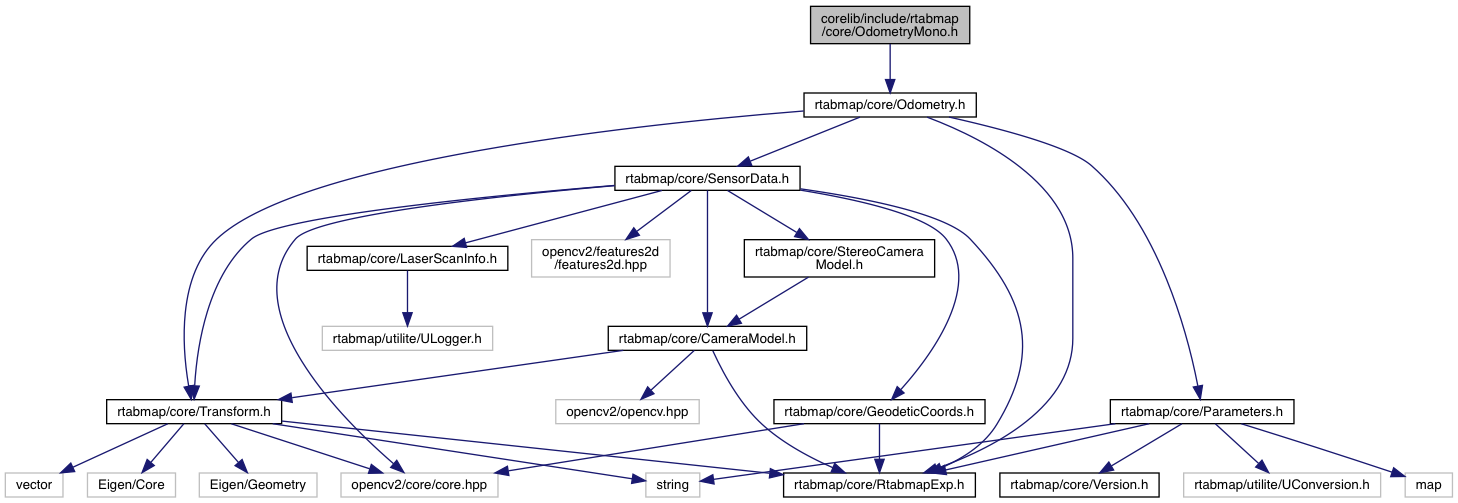 corelib/include/rtabmap
/core/OdometryMono.h
rtabmap/core/Odometry.h
rtabmap/core/SensorData.h
rtabmap/core/LaserScanInfo.h
opencv2/features2d
/features2d.hpp
rtabmap/core/StereoCamera
Model.h
rtabmap/utilite/ULogger.h
rtabmap/core/CameraModel.h
rtabmap/core/Transform.h
opencv2/opencv.hpp
rtabmap/core/GeodeticCoords.h
rtabmap/core/Parameters.h
vector
Eigen/Core
Eigen/Geometry
opencv2/core/core.hpp
string
rtabmap/core/RtabmapExp.h
rtabmap/core/Version.h
rtabmap/utilite/UConversion.h
map